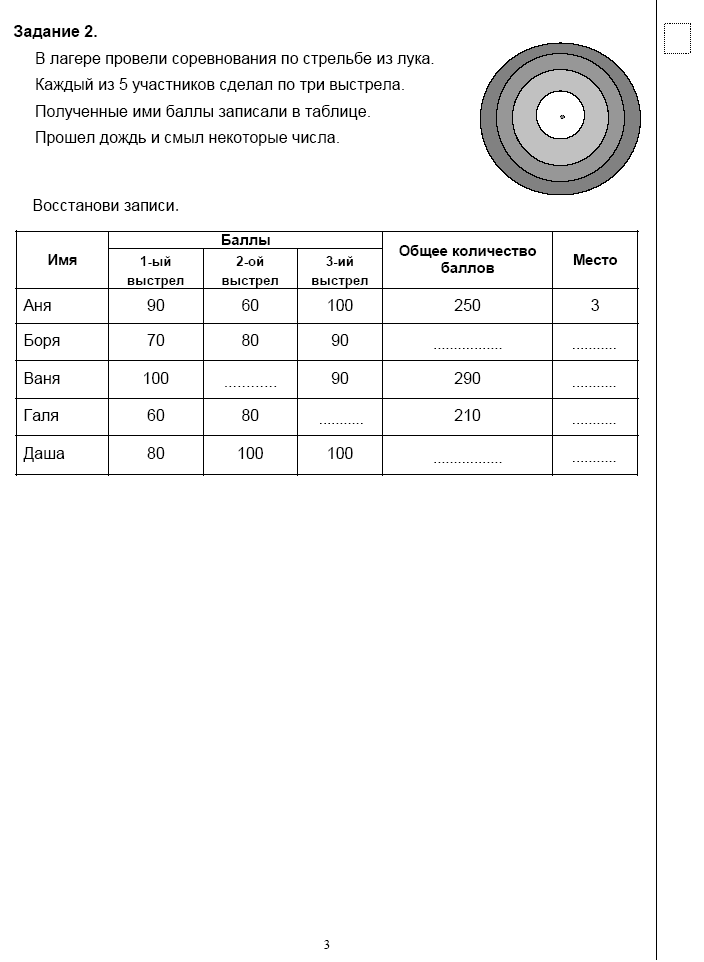 Задание 2.
В лагере провели соревнования по стрельбе из лука.
Каждый из 5 участников сделал по три выстрела.
Полученные ими баллы записали в таблице.
Прошел дождь и смыл некоторые числа.
Восстанови записи.
Имя Баллы Общее количество баллов Место
1-ый выстрел 2-ой выстрел 3-ий выстрел
Аня 90 60 100 250 3
Боря 70 80 90 ................. ...........
Ваня 100 ............ 90 290 ...........
Галя 60 80 ........... 210 ...........
Даша 80 100 100 ................. ...........
3